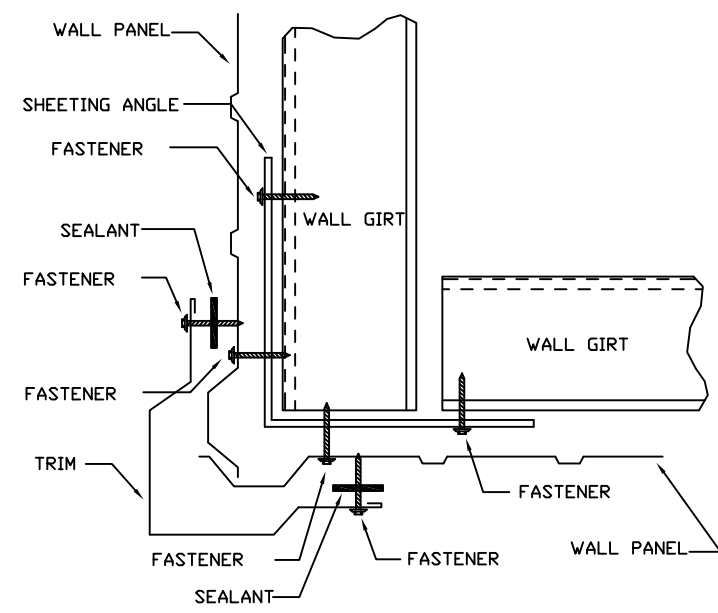 WALL PANEL
SHEETING ANGLE
FASTENER
WALL GIRT
SEALANT
FASTENER
WALL GIRT
FASTENER
TRIM
FASTENER
WALL PANEL
FASTENER
FASTENER
SEALANT